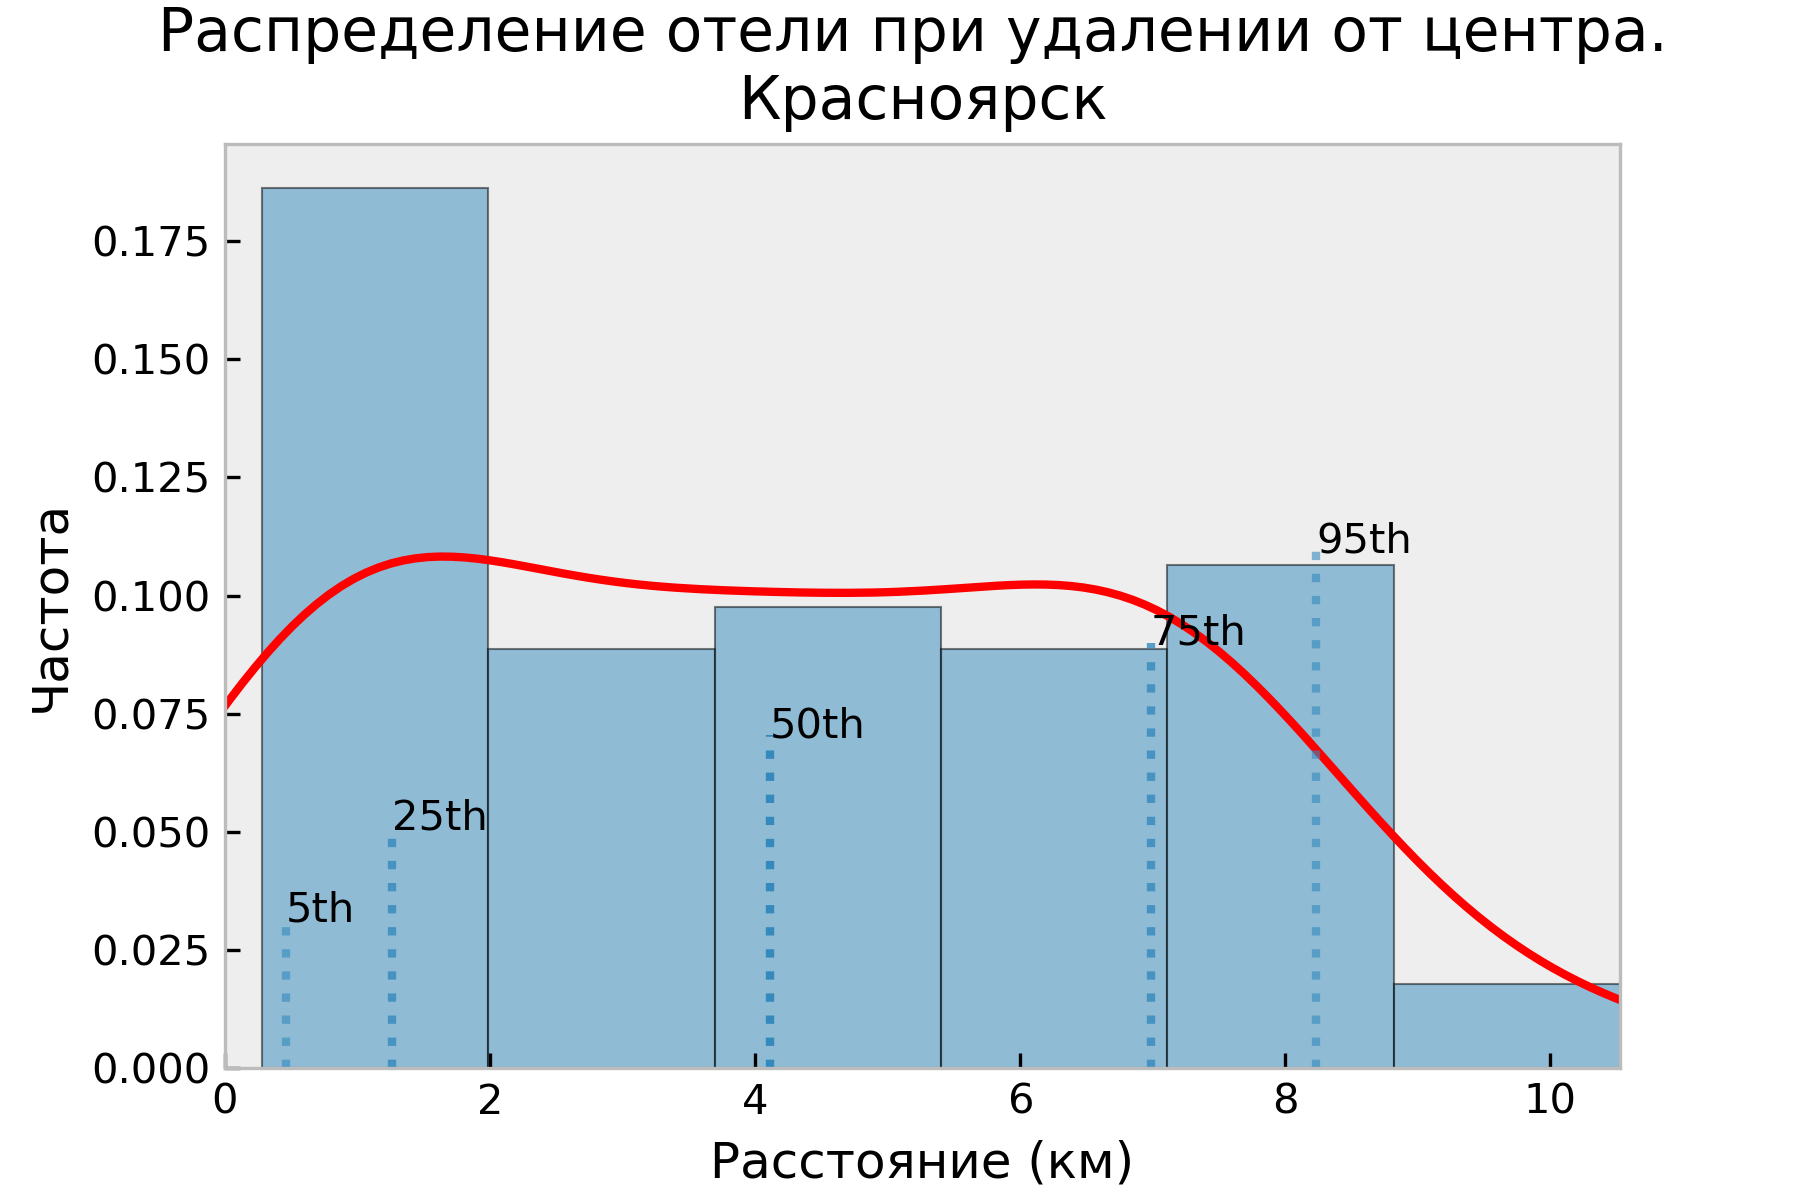 Распределение отели при удалении от центра.
Красноярск
Частота
0.175
0.150
0.125
0.100
0.075
0.050
0.025
0.000
5th
25th
50th
75th
95th
0
2
4
6
8
10
Расстояние (км)